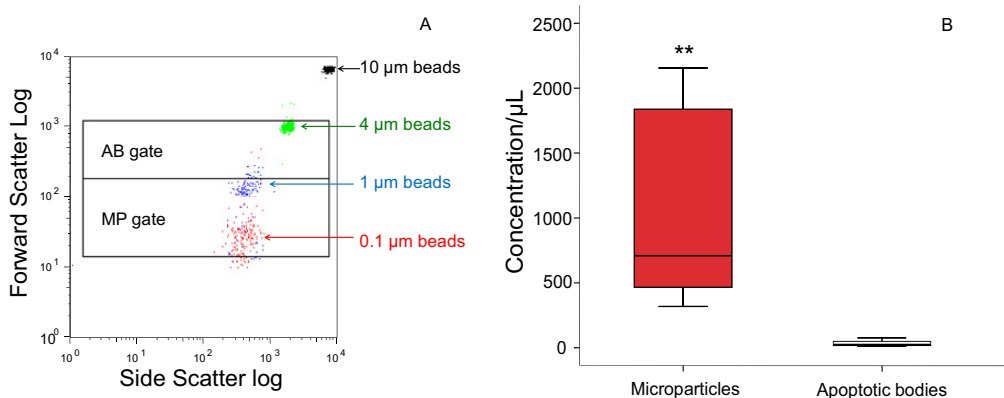 A
10⁴
10³
10²
10¹
10⁰
Forward Scatter Log
AB gate
MP gate
10 µm beads
4 µm beads
1 µm beads
0.1 µm beads
10⁰
10¹
10²
10³
10⁴
Side Scatter log
B
2500
2000
1500
1000
500
0
Concentration/µL
**
Microparticles
Apoptotic bodies